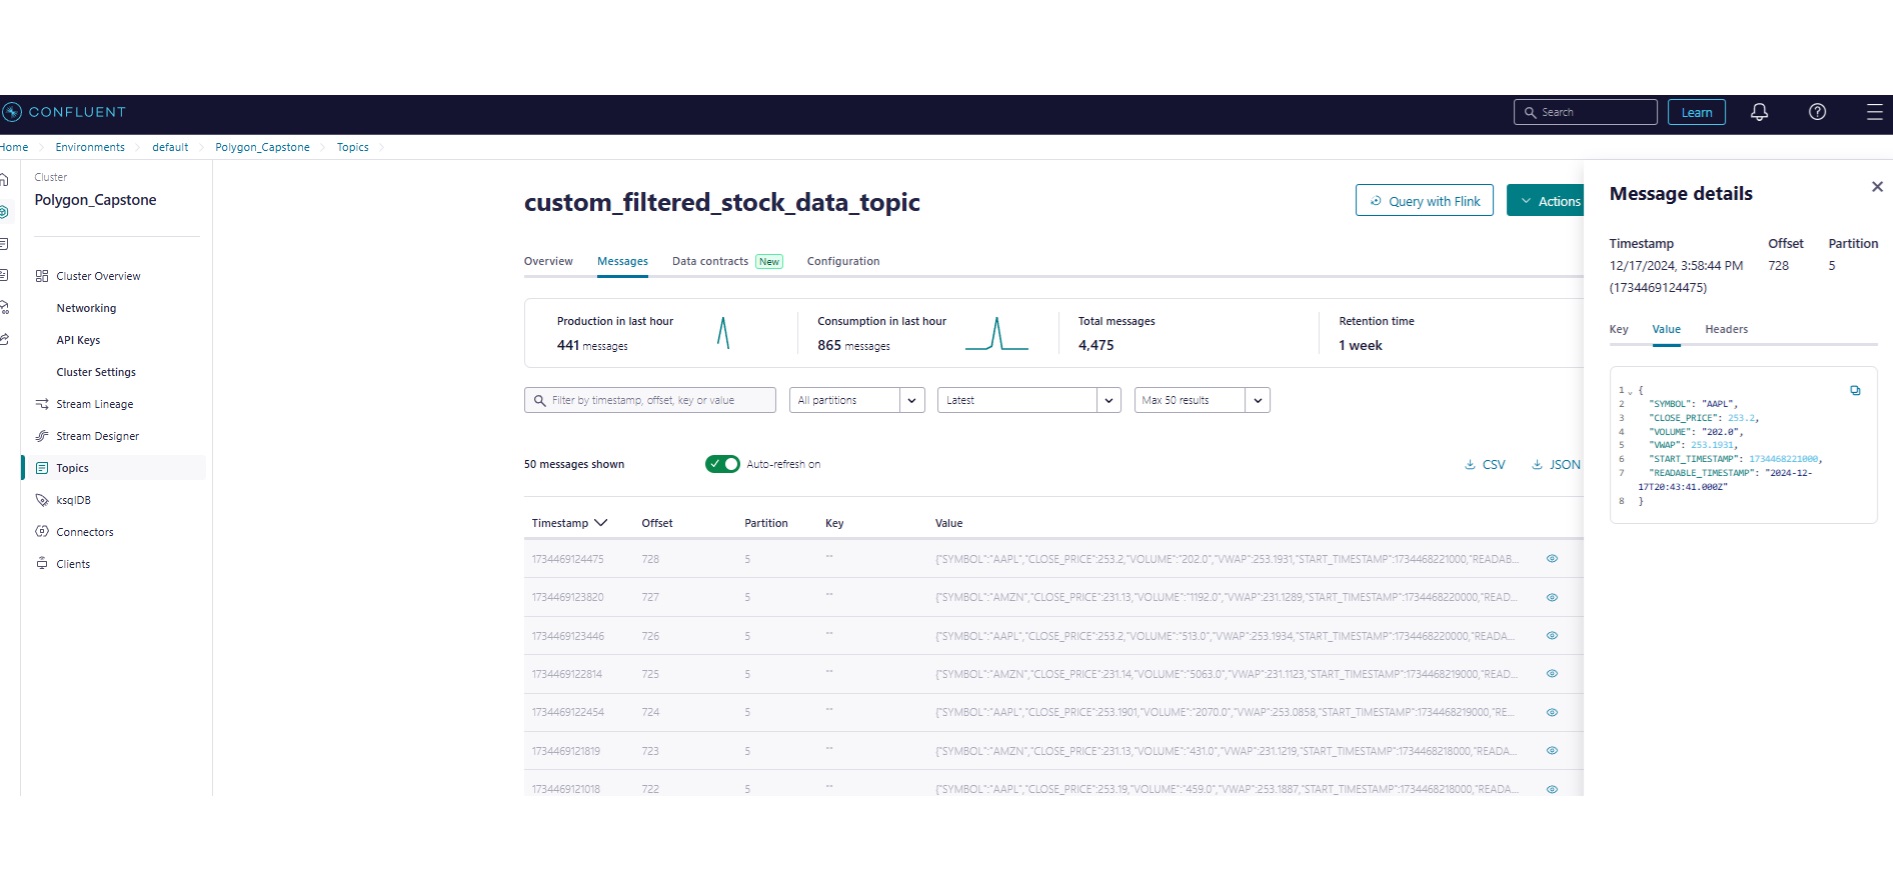 CONFLUENT
Search
Learn
Home
Environments
default
Polygon_Capstone
Topics
Cluster
Polygon_Capstone
Cluster Overview
Networking
API Keys
Cluster Settings
Stream Lineage
Stream Designer
Topics
ksqlDB
Connectors
Clients
custom_filtered_stock_data_topic
Query with Flink
Actions
Overview
Messages
Data contracts New
Configuration
Production in last hour
441 messages
Consumption in last hour
865 messages
Total messages
4,475
Retention time
1 week
Filter by timestamp, offset, key or value
All partitions
Latest
Max 50 results
50 messages shown
Auto-refresh on
CSV
JSON
Timestamp Offset Partition Key Value
1734469124475 728 5 "" {"SYMBOL":"AAPL","CLOSE_PRICE":253.2,"VOLUME":"202.0","VWAP":253.1931,"START_TIMESTAMP":1734468221000,"READAB...
1734469123820 727 5 "" {"SYMBOL":"AMZN","CLOSE_PRICE":231.13,"VOLUME":"1192.0","VWAP":231.1289,"START_TIMESTAMP":1734468220000,"READ...
1734469123446 726 5 "" {"SYMBOL":"AAPL","CLOSE_PRICE":253.2,"VOLUME":"513.0","VWAP":253.1934,"START_TIMESTAMP":1734468220000,"READA...
1734469122814 725 5 "" {"SYMBOL":"AMZN","CLOSE_PRICE":231.14,"VOLUME":"5063.0","VWAP":231.1123,"START_TIMESTAMP":1734468219000,"READ...
1734469122454 724 5 "" {"SYMBOL":"AAPL","CLOSE_PRICE":253.1901,"VOLUME":"2070.0","VWAP":253.0858,"START_TIMESTAMP":1734468219000,"RE...
1734469121819 723 5 "" {"SYMBOL":"AMZN","CLOSE_PRICE":231.13,"VOLUME":"431.0","VWAP":231.1219,"START_TIMESTAMP":1734468218000,"READA...
1734469121018 722 5 "" {"SYMBOL":"AAPL","CLOSE_PRICE":253.19,"VOLUME":"459.0","VWAP":253.1887,"START_TIMESTAMP":1734468218000,"READA...
Message details
Timestamp Offset Partition
12/17/2024, 3:58:44 PM 728 5
(1734469124475)
Key Value Headers
1 {
2 "SYMBOL": "AAPL",
3 "CLOSE_PRICE": 253.2,
4 "VOLUME": "202.0",
5 "VWAP": 253.1931,
6 "START_TIMESTAMP": 1734468221000,
7 "READABLE_TIMESTAMP": "2024-12-
17T20:43:41.000Z"
8 }